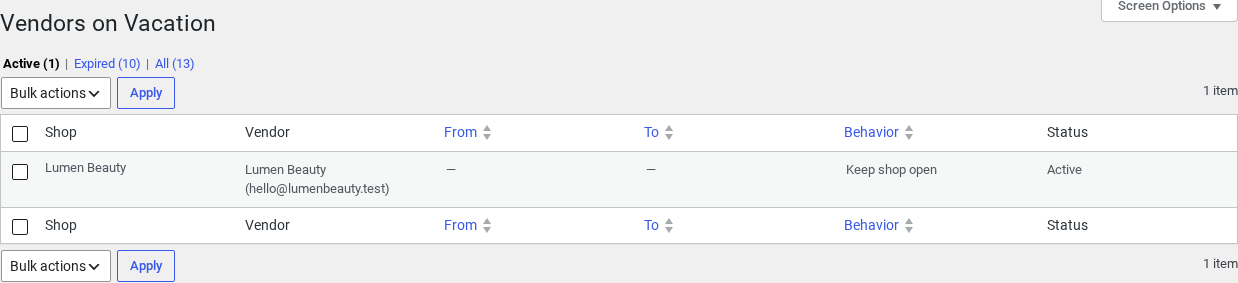 Screen Options
Vendors on Vacation
Active (1) | Expired (10) | All (13)
Bulk actions Apply 1 item
Shop Vendor From To Behavior Status
Lumen Beauty Lumen Beauty — — Keep shop open Active
(hello@lumenbeauty.test)
Shop Vendor From To Behavior Status
Bulk actions Apply 1 item